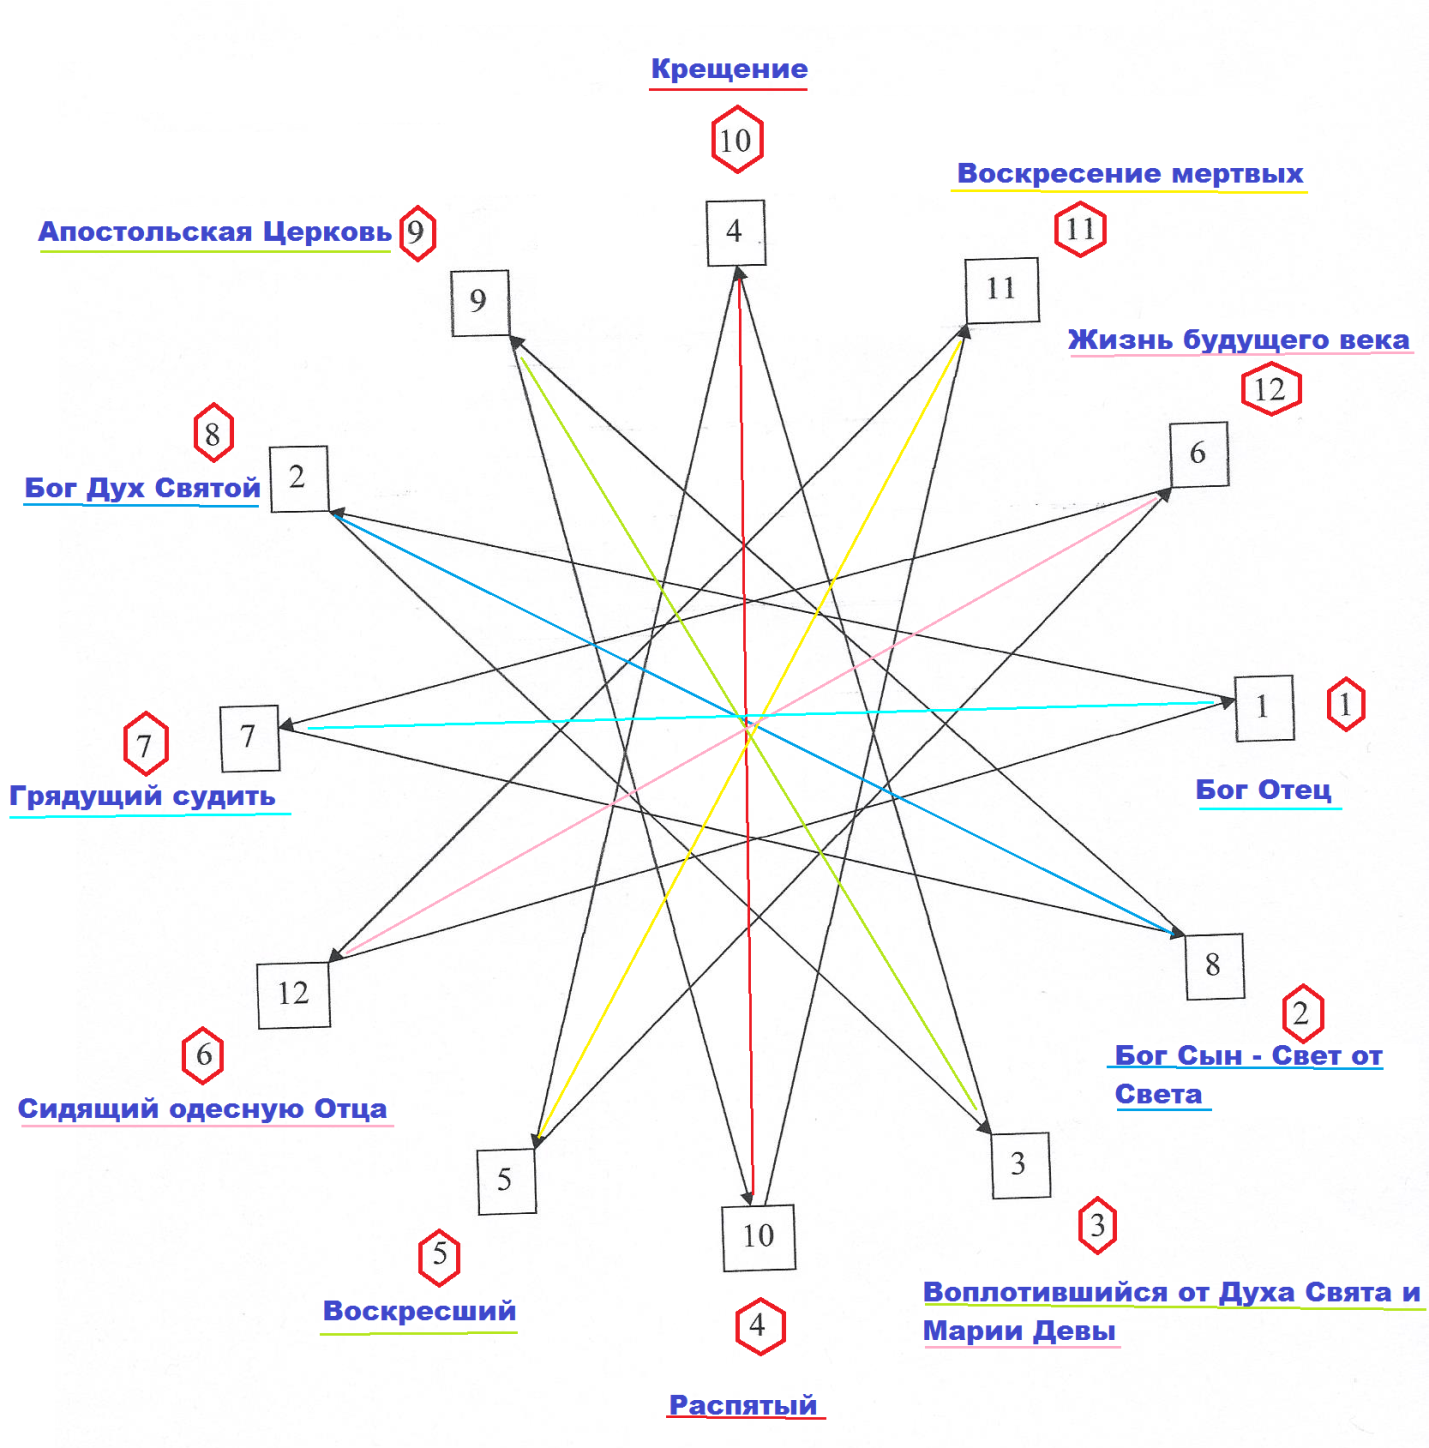 Крещение
10
Воскресение мертвых
Апостольская Церковь 9
11
4
11
9
Жизнь будущего века
12
8
6
2
Бог Дух Святой
1
1
7
7
Бог Отец
Грядущий судить
8
12
2
6
Бог Сын - Свет от
Света
Сидящий одесную Отца
3
5
3
10
5
Воплотившийся от Духа Свята и
Воскресший
4
Марии Девы
Распятый